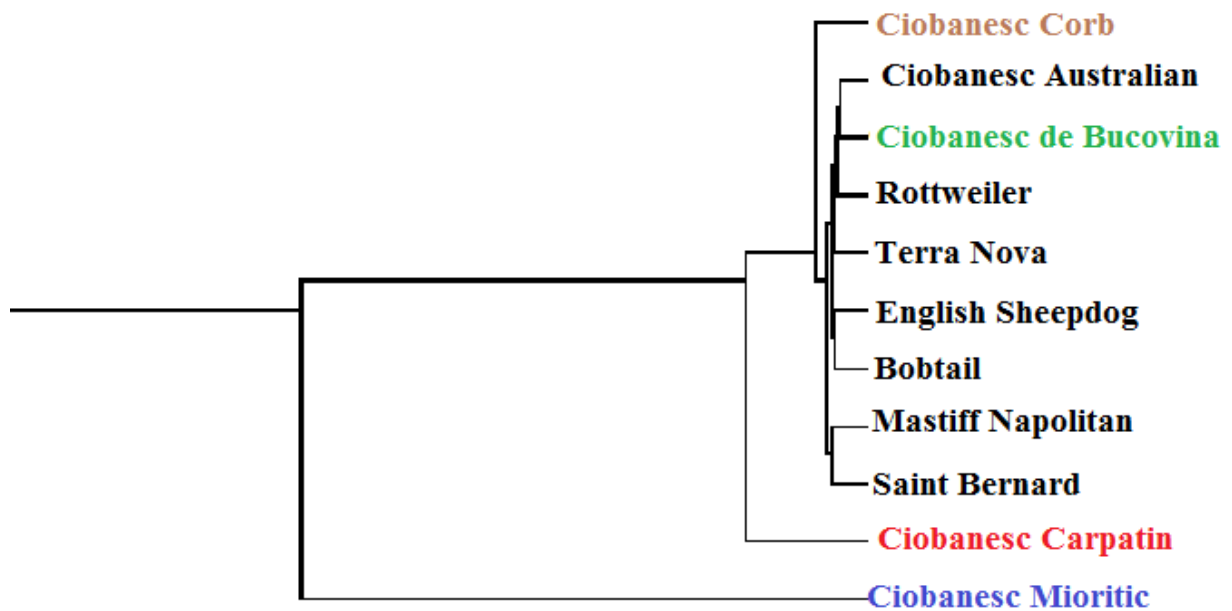 Ciobanesc Corb
Ciobanesc Australian
Ciobanesc de Bucovina
Rottweiler
Terra Nova
English Sheepdog
Bobtail
Mastiff Napolitan
Saint Bernard
Ciobanesc Carpatin
Ciobanesc Mioritic